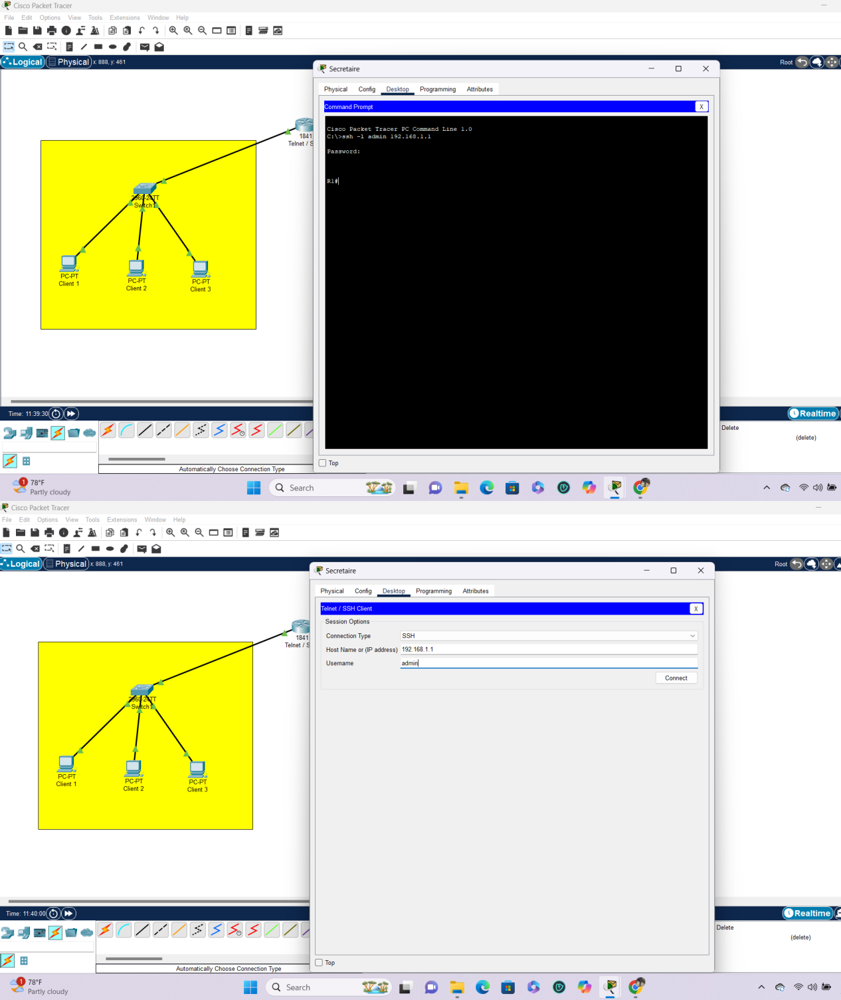 Cisco Packet Tracer
File Edit Options View Tools Extensions Window Help
Logical Physical x: 888, y: 461
Root
Secretaire
Physical Config Desktop Programming Attributes
Command Prompt
X
Cisco Packet Tracer PC Command Line 1.0
C:\>ssh -l admin 192.168.1.1
Password:
R1#
1841
Telnet / S
2960-24TT
Switch1
PC-PT
Client 1
PC-PT
Client 2
PC-PT
Client 3
Top
Time: 11:39:30
Realtime
Delete
(delete)
Automatically Choose Connection Type
1
78°F
Partly cloudy
Search
Cisco Packet Tracer
File Edit Options View Tools Extensions Window Help
Logical Physical x: 888, y: 461
Root
Secretaire
Physical Config Desktop Programming Attributes
Telnet / SSH Client
X
Session Options
Connection Type SSH
Host Name or (IP address) 192.168.1.1
Username admin
Connect
1841
Telnet / S
2960-24TT
Switch1
PC-PT
Client 1
PC-PT
Client 2
PC-PT
Client 3
Top
Time: 11:40:00
Realtime
Delete
(delete)
Automatically Choose Connection Type
1
78°F
Partly cloudy
Search